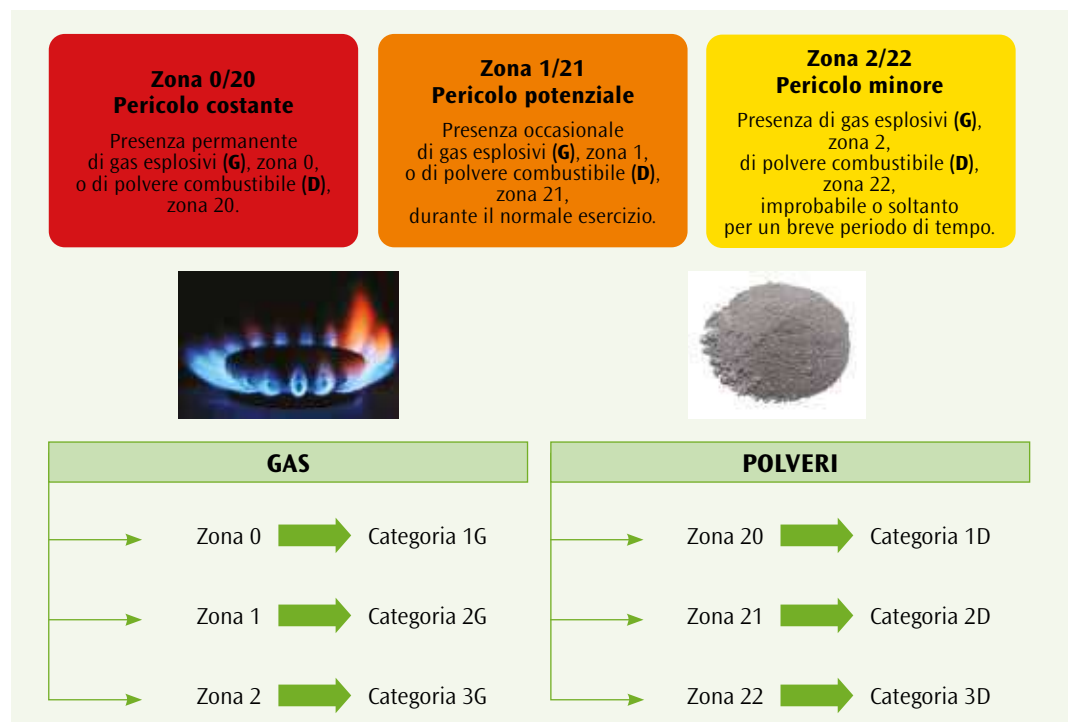 Zona 0/20
Pericolo costante
Presenza permanente
di gas esplosivi (G), zona 0,
o di polvere combustibile (D),
zona 20.
Zona 1/21
Pericolo potenziale
Presenza occasionale
di gas esplosivi (G), zona 1,
o di polvere combustibile (D),
zona 21,
durante il normale esercizio.
Zona 2/22
Pericolo minore
Presenza di gas esplosivi (G),
zona 2,
di polvere combustibile (D),
zona 22,
improbabile o soltanto
per un breve periodo di tempo.
GAS
Zona 0 Categoria 1G
Zona 1 Categoria 2G
Zona 2 Categoria 3G
POLVERI
Zona 20 Categoria 1D
Zona 21 Categoria 2D
Zona 22 Categoria 3D